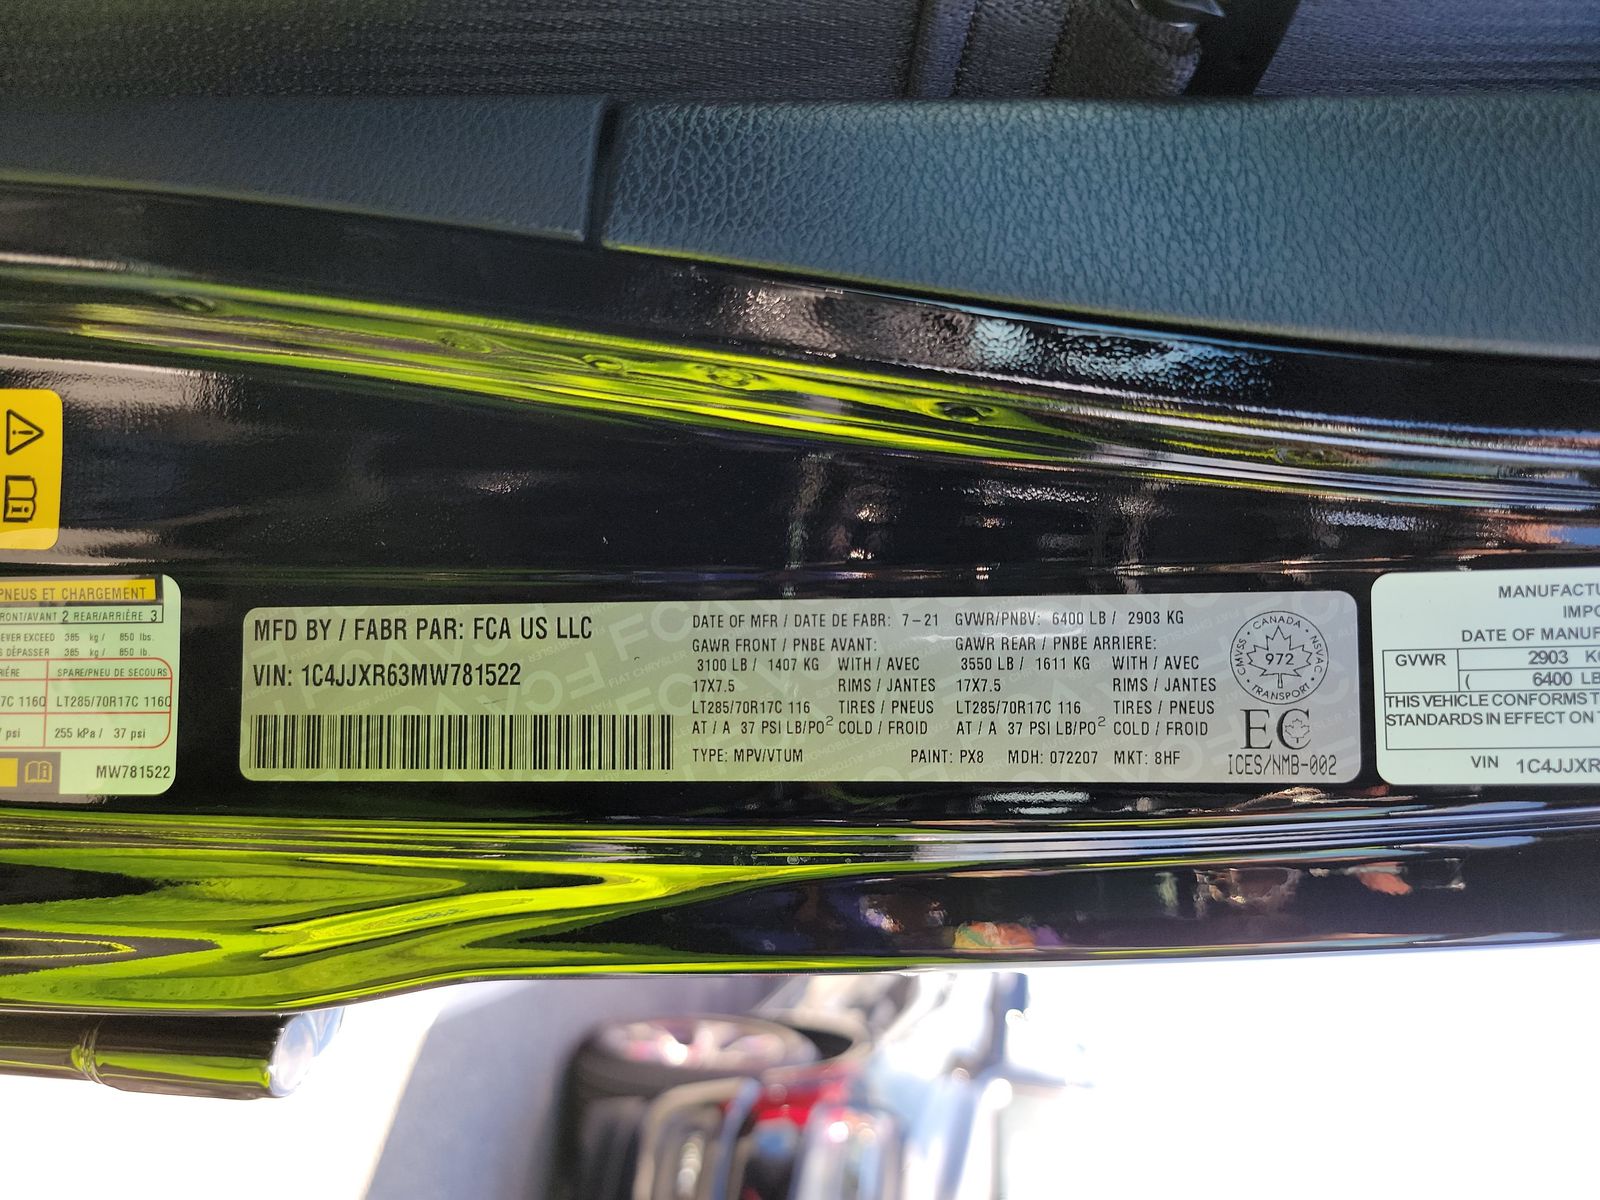 PNEUS ET CHARGEMENT
RONT/AVANT 2 REAR/ARRIÈRE 3
EVER EXCEED 385 kg / 850 lbs.
S DÉPASSER 385 kg / 850 lb.
RIÈRE SPARE/PNEU DE SECOURS
7C 116Q LT285/70R17C 116Q
psi 255 kPa / 37 psi
MW781522
MFD BY / FABR PAR: FCA US LLC
VIN: 1C4JJXR63MW781522
DATE OF MFR / DATE DE FABR: 7-21 GVWR/PNBV: 6400 LB / 2903 KG
GAWR FRONT / PNBE AVANT: GAWR REAR / PNBE ARRIERE:
3100 LB / 1407 KG WITH / AVEC 3550 LB / 1611 KG WITH / AVEC
17X7.5 RIMS / JANTES 17X7.5 RIMS / JANTES
LT285/70R17C 116 TIRES / PNEUS LT285/70R17C 116 TIRES / PNEUS
AT / A 37 PSI LB/PO² COLD / FROID AT / A 37 PSI LB/PO² COLD / FROID
TYPE: MPV/VTUM PAINT: PX8 MDH: 072207 MKT: 8HF
CANADA
CMVSS 972 NSVAC
TRANSPORT
EC
ICES/NMB-002
MANUFACTU
IMPO
DATE OF MANUF
GVWR 2903 KG
( 6400 LB
THIS VEHICLE CONFORMS T
STANDARDS IN EFFECT ON T
VIN 1C4JJXR